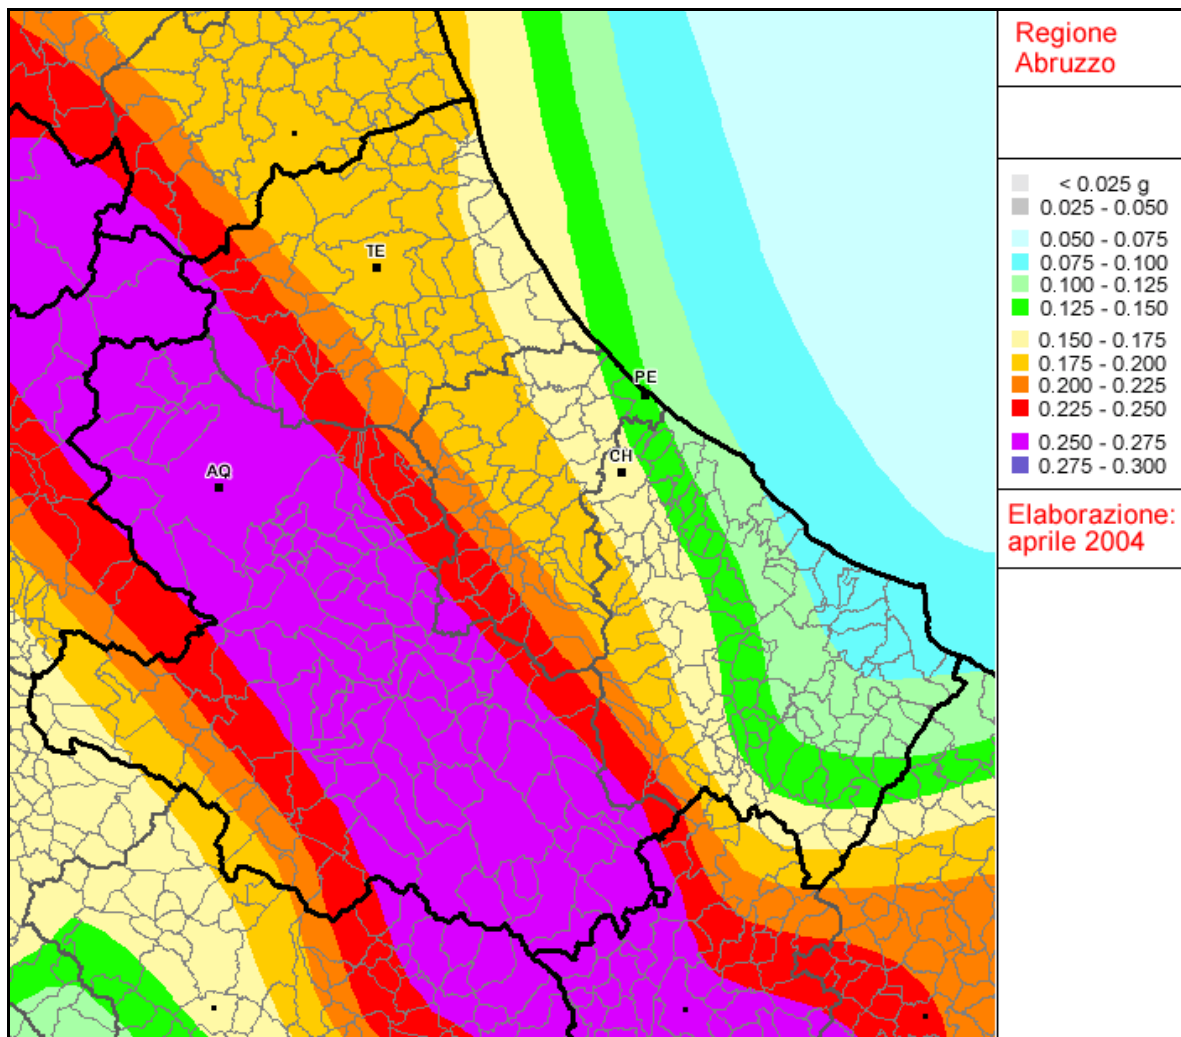 TE
PE
CH
AQ
Regione
Abruzzo
< 0.025 g
0.025 - 0.050
0.050 - 0.075
0.075 - 0.100
0.100 - 0.125
0.125 - 0.150
0.150 - 0.175
0.175 - 0.200
0.200 - 0.225
0.225 - 0.250
0.250 - 0.275
0.275 - 0.300
Elaborazione:
aprile 2004